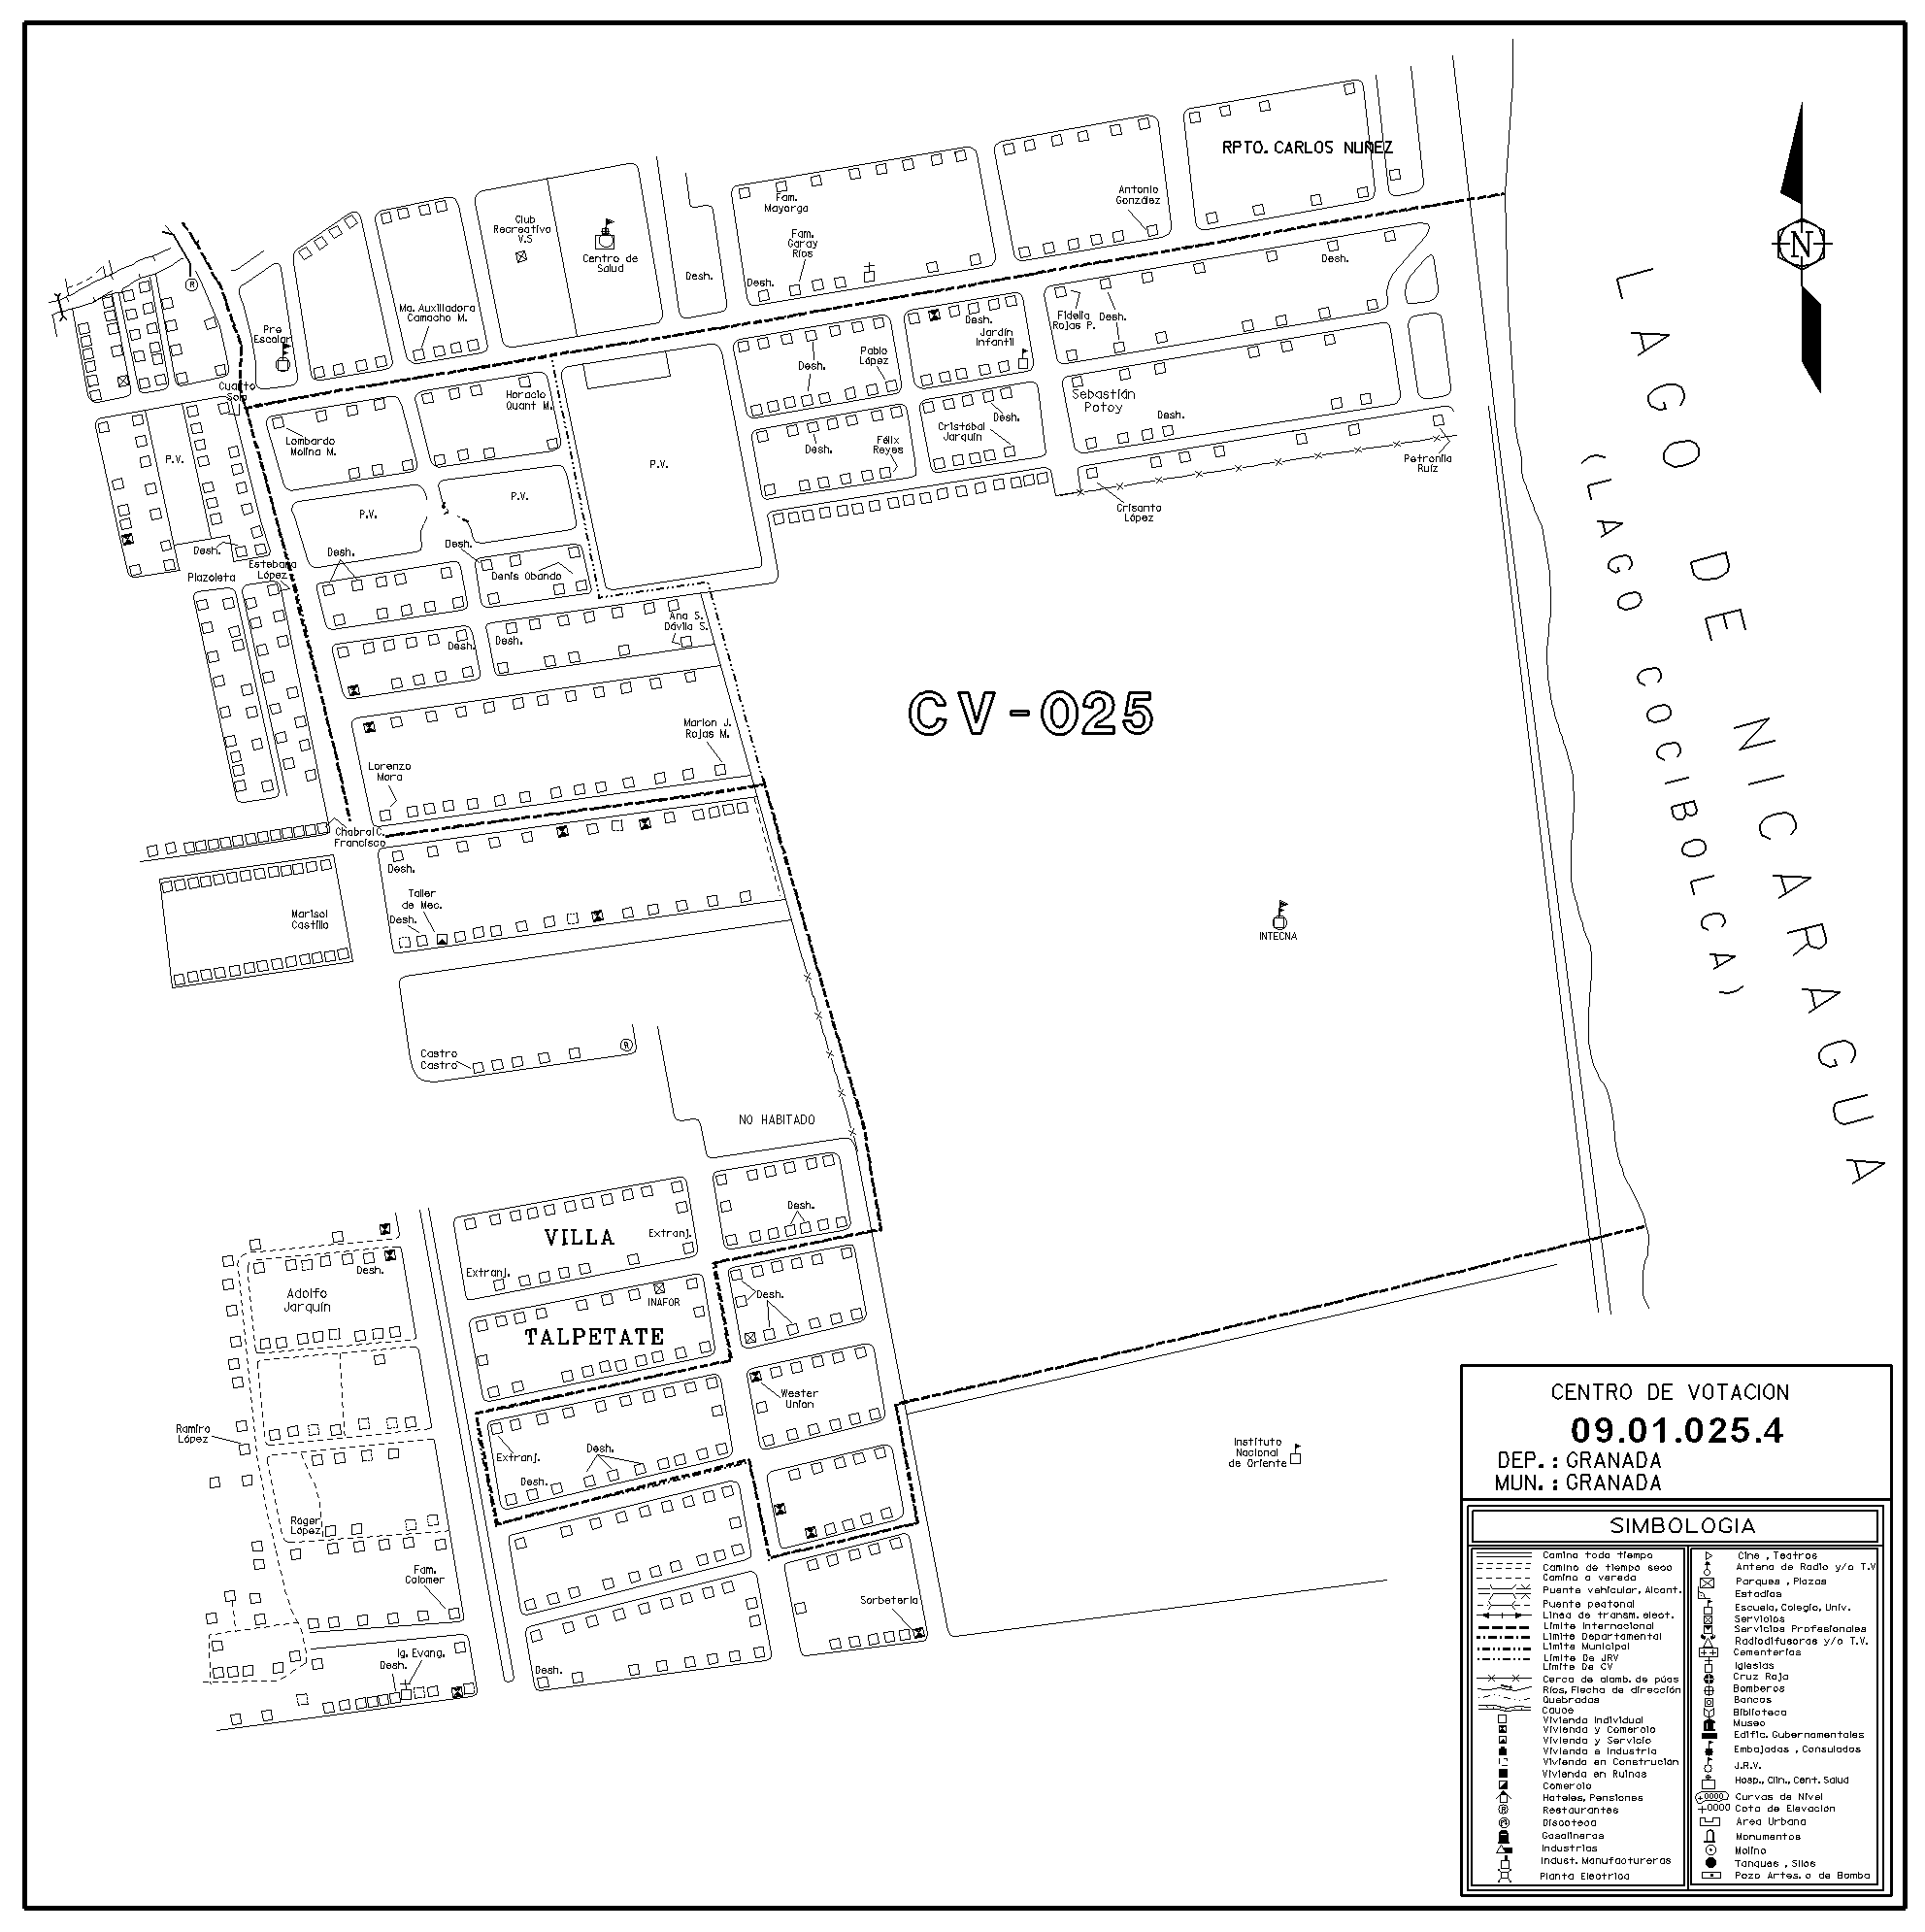 RPTO. CARLOS NUÑEZ
Antonio
González
Fam.
Mayorga
Fam.
Garay
Ríos
Desh.
Club
Recreativo
V.S
Centro de
Salud
Desh.
Desh.
N
R
Ma. Auxiliadora
Camacho M.
Pre
Escolar
Fidelia
Rojas P.
Desh.
Desh.
Jardín
Infantil
Pablo
López
Desh.
Cuarto
Sola
Horacio
Quant M.
Sebastián
Potoy
Desh.
Desh.
Cristóbal
Jarquín
Félix
Reyes
Desh.
Lombardo
Molina M.
P.V.
P.V.
P.V.
P.V.
Petronila
Ruíz
Crisanto
López
Desh.
Desh.
Desh.
Estebana
López
Plazoleta
Denis Obando
Ana S.
Dávila S.
Desh.
Desh.
CV-025
LAGO DE NICARAGUA
(LAGO COCIBOLCA)
Marlon J.
Rojas M.
Lorenzo
Mora
Chabral C.
Francisco
Desh.
Taller
de Mec.
Desh.
Marisol
Castilla
INTECNA
Castro
Castro
R
NO HABITADO
Desh.
VILLA
Extranj.
Extranj.
Desh.
Adolfo
Jarquín
INAFOR
Desh.
TALPETATE
Wester
Union
Ramiro
López
Extranj.
Desh.
Desh.
Instituto
Nacional
de Oriente
Róger
López
Fam.
Colomer
Sorbetería
Ig. Evang.
Desh.
Desh.
CENTRO DE VOTACION
09.01.025.4
DEP. : GRANADA
MUN. : GRANADA
SIMBOLOGIA
Camino todo tiempo
Camino de tiempo seco
Camino o vereda
Puente vehicular, Alcant.
Puente peatonal
Línea de transm. elect.
Límite Internacional
Límite Departamental
Límite Municipal
Límite De JRV
Límite De CV
Cerca de alamb. de púas
Ríos, Flecha de dirección
Quebradas
Cauce
Vivienda Individual
Vivienda y Comercio
Vivienda y Servicio
Vivienda e Industria
Vivienda en Construción
Vivienda en Ruinas
Comercio
Hoteles, Pensiones
Restaurantes
Discoteca
Gasolineras
Industrias
Indust. Manufactureras
Planta Electrica
Cine , Teatros
Antena de Radio y/o T.V
Parques , Plazas
Estadios
Escuela, Colegio, Univ.
Servicios
Servicios Profesionales
Radiodifusoras y/o T.V.
Cementerios
Iglesias
Cruz Roja
Bomberos
Bancos
Biblioteca
Museo
Edific. Gubernamentales
Embajadas , Consulados
J.R.V.
Hosp., Clin., Cent. Salud
Curvas de Nivel
+0000 Cota de Elevación
Area Urbana
Monumentos
Molino
Tanques , Silos
Pozo Artes. o de Bomba